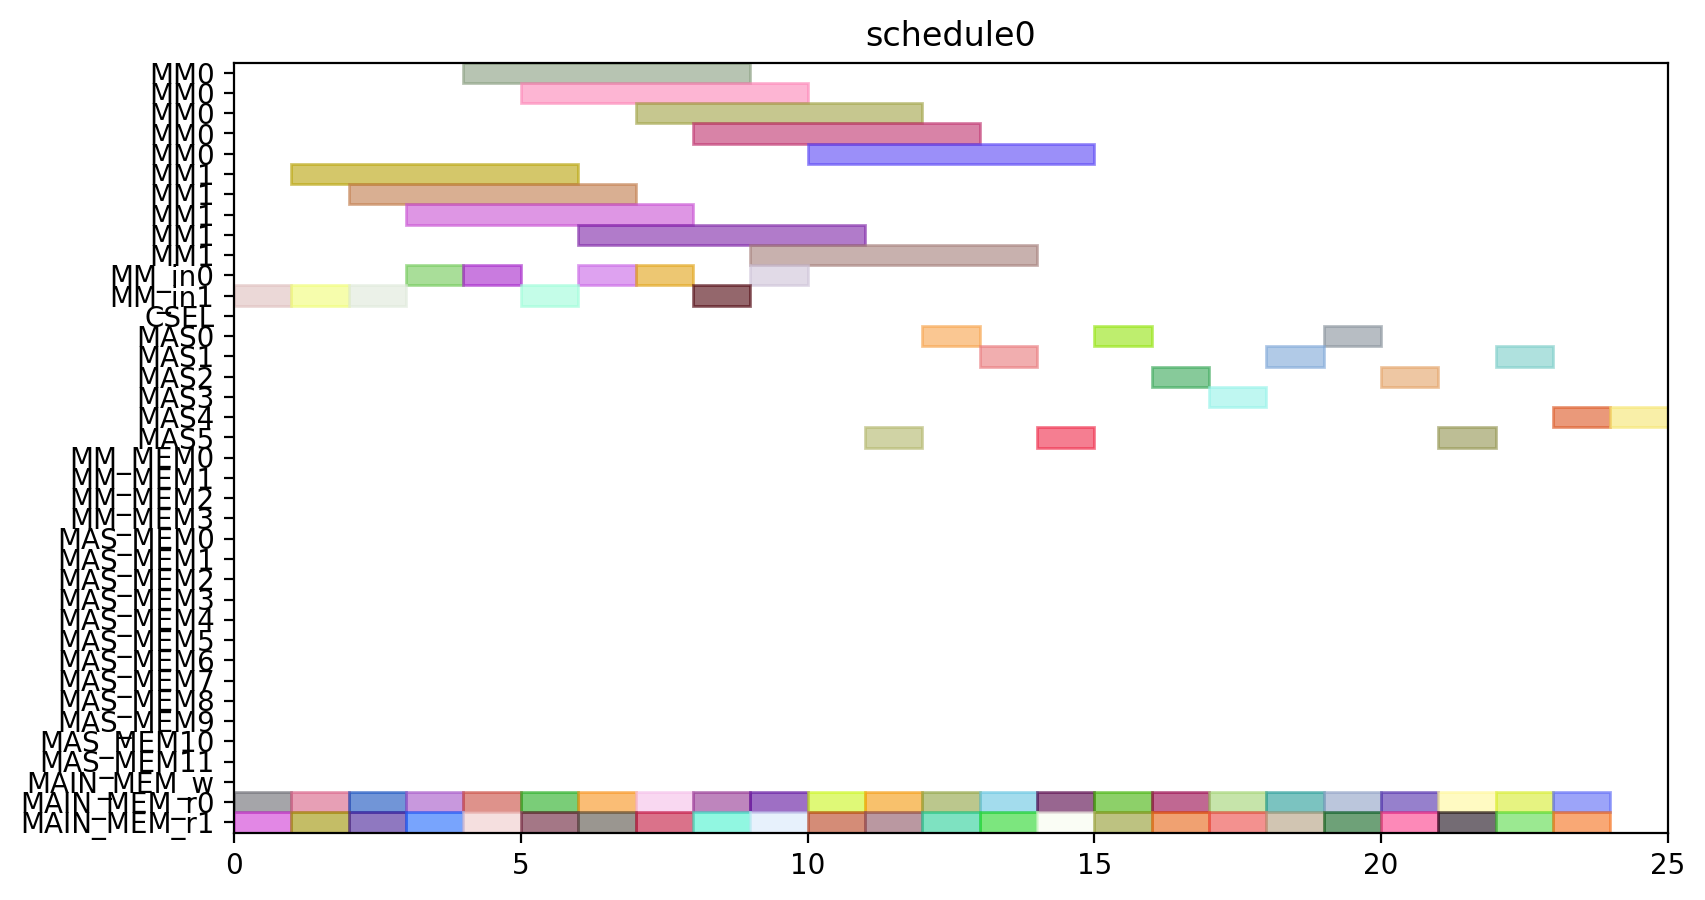 schedule0
MM0
MM0
MM0
MM0
MM0
MM1
MM1
MM1
MM1
MM1
MM_in0
MM_in1
CSEL
MAS0
MAS1
MAS2
MAS3
MAS4
MAS5
MM_MEM0
MM_MEM1
MM_MEM2
MM_MEM3
MAS_MEM0
MAS_MEM1
MAS_MEM2
MAS_MEM3
MAS_MEM4
MAS_MEM5
MAS_MEM6
MAS_MEM7
MAS_MEM8
MAS_MEM9
MAS_MEM10
MAS_MEM11
MAIN_MEM_w
MAIN_MEM_r0
MAIN_MEM_r1
0 5 10 15 20 25